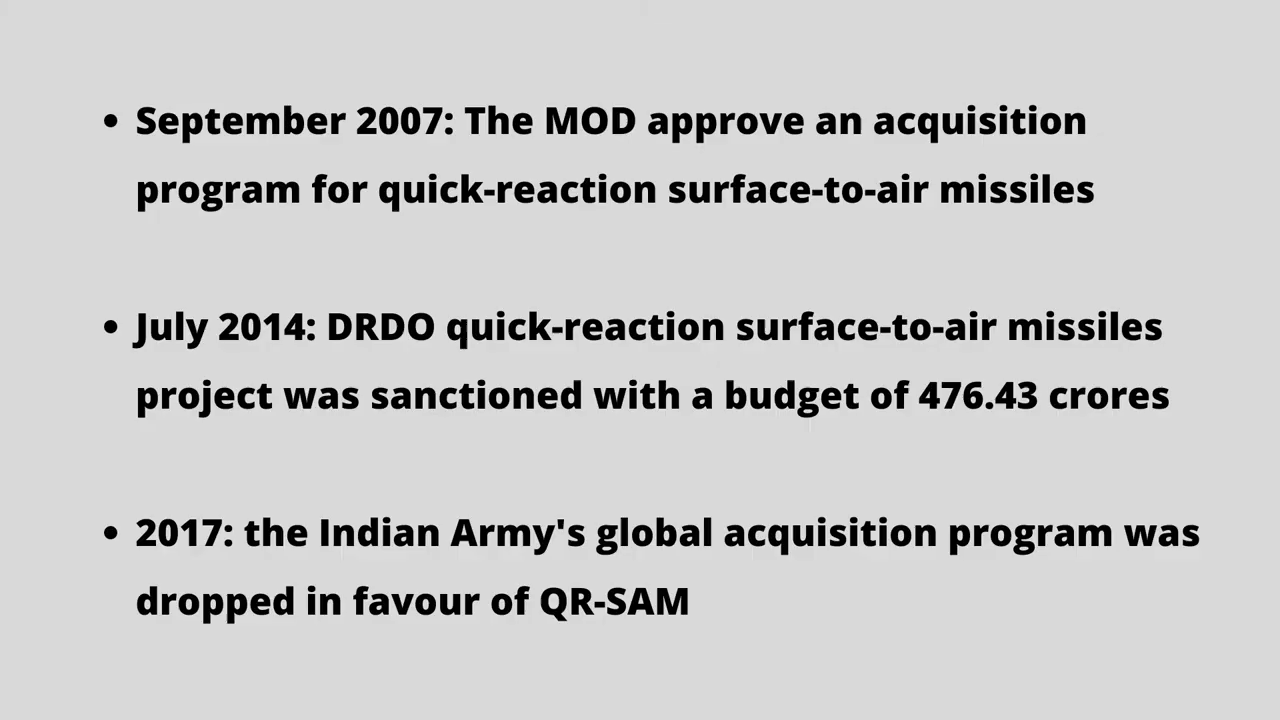 • September 2007: The MOD approve an acquisition
program for quick-reaction surface-to-air missiles
• July 2014: DRDO quick-reaction surface-to-air missiles
project was sanctioned with a budget of 476.43 crores
• 2017: the Indian Army's global acquisition program was
dropped in favour of QR-SAM